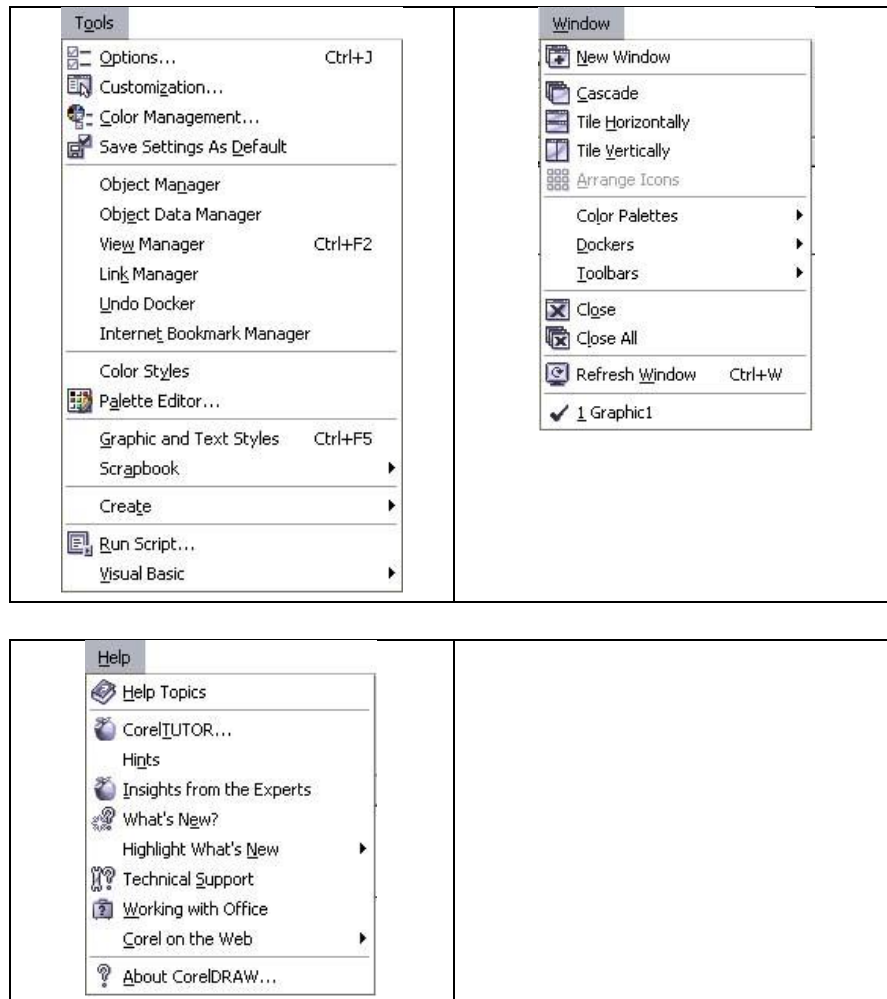 Tools
Options... Ctrl+J
Customization...
Color Management...
Save Settings As Default
Object Manager
Object Data Manager
View Manager Ctrl+F2
Link Manager
Undo Docker
Internet Bookmark Manager
Color Styles
Palette Editor...
Graphic and Text Styles Ctrl+F5
Scrapbook
Create
Run Script...
Visual Basic
Window
New Window
Cascade
Tile Horizontally
Tile Vertically
Arrange Icons
Color Palettes
Dockers
Toolbars
Close
Close All
Refresh Window Ctrl+W
1 Graphic1
Help
Help Topics
CorelTUTOR...
Hints
Insights from the Experts
What's New?
Highlight What's New
Technical Support
Working with Office
Corel on the Web
About CorelDRAW...